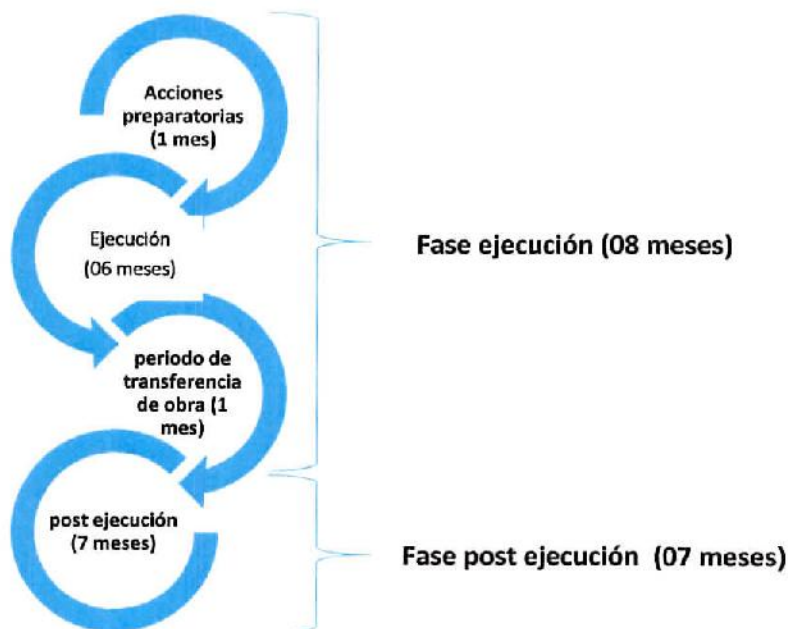 Acciones
preparatorias
(1 mes)
Ejecución
(06 meses)
Fase ejecución (08 meses)
periodo de
transferencia
de obra (1
mes)
post ejecución
(7 meses)
Fase post ejecución (07 meses)